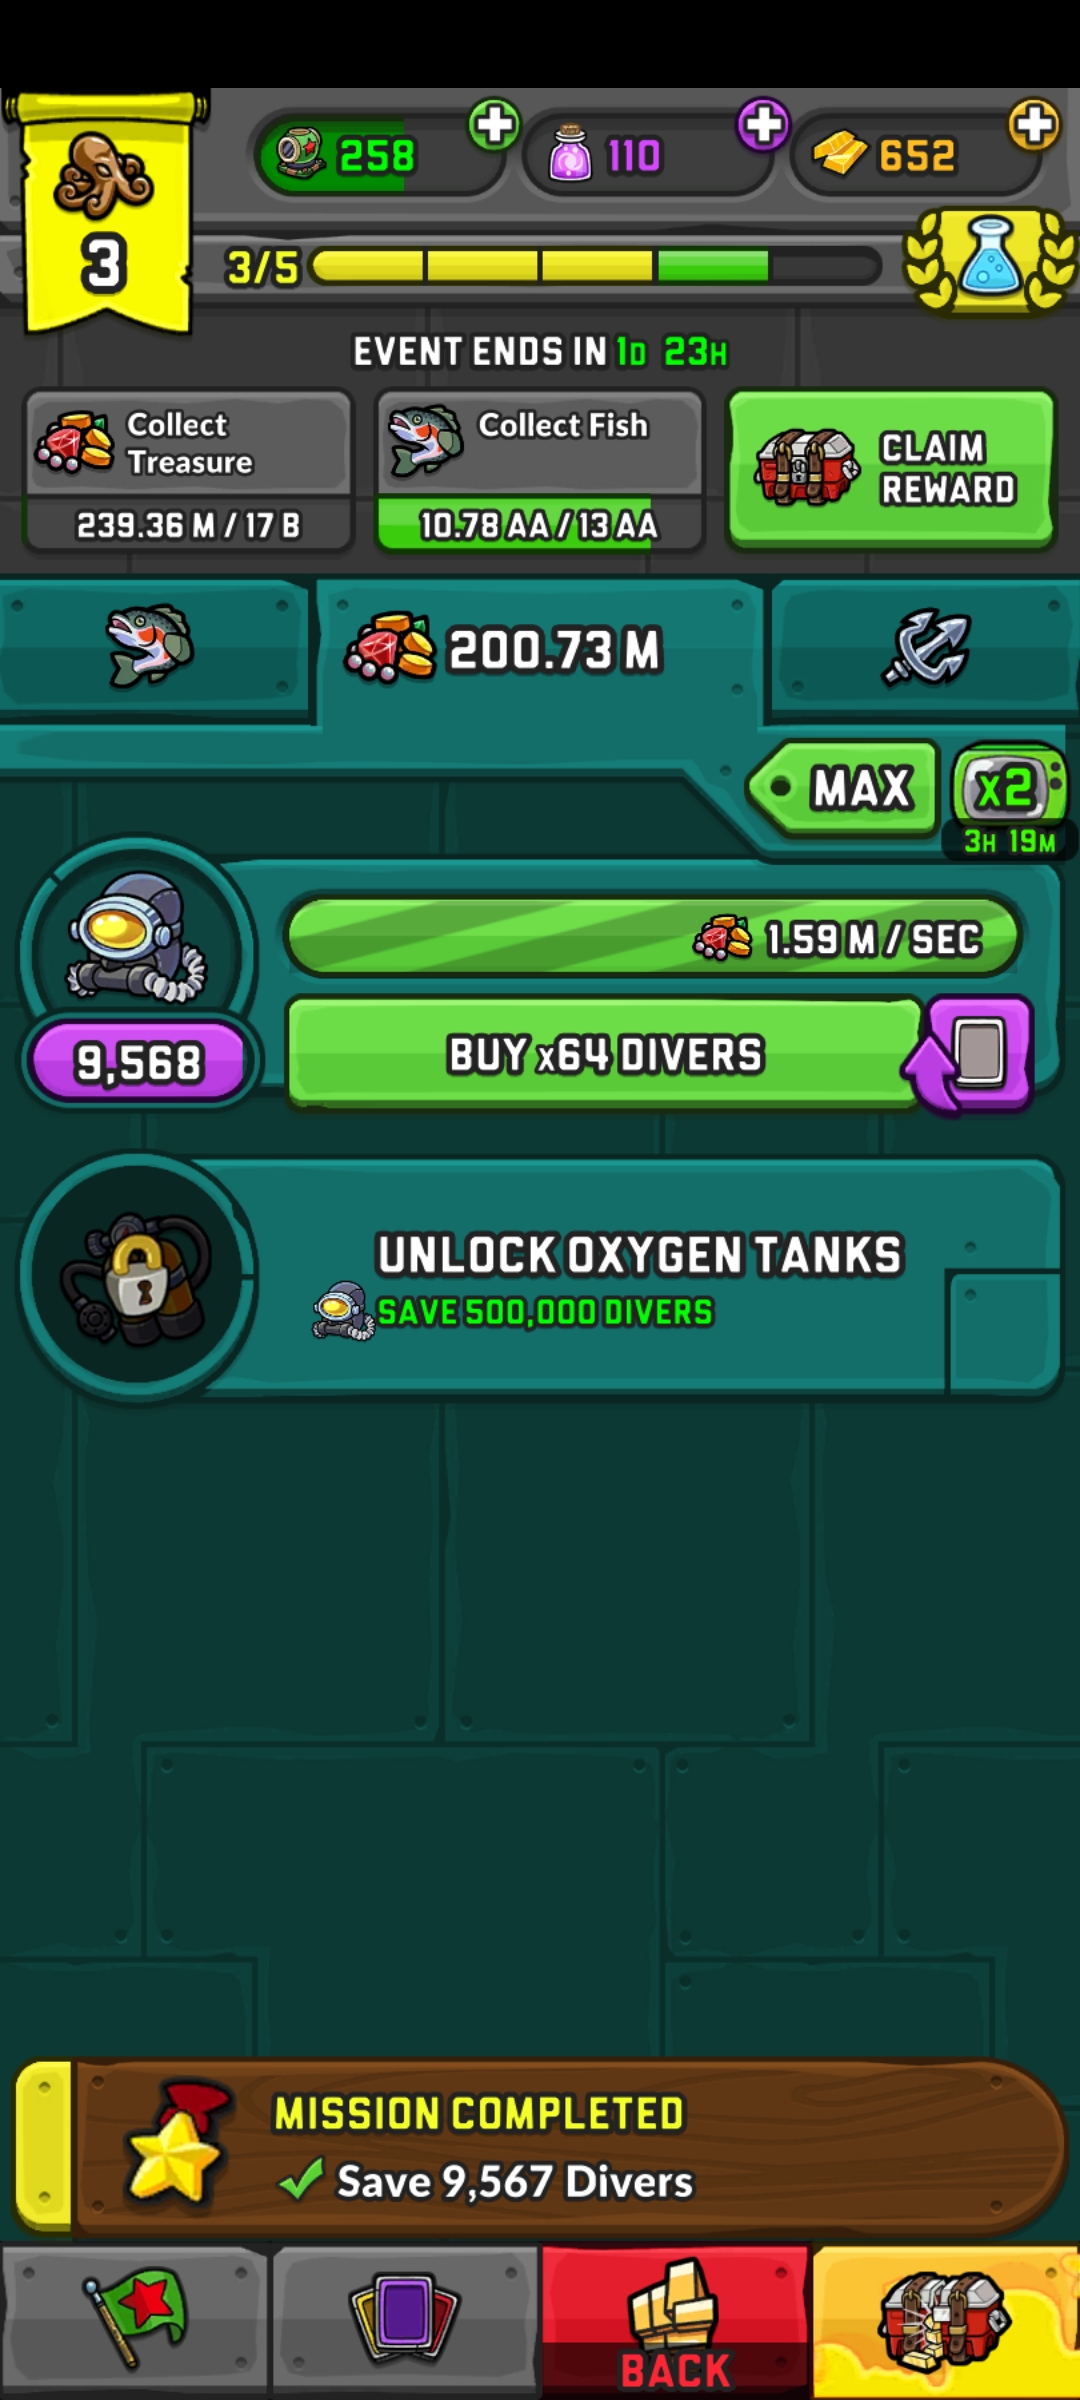 258
110
652
3
3/5
EVENT ENDS IN 1D 23H
Collect
Treasure
239.36 M / 17 B
Collect Fish
10.78 AA / 13 AA
CLAIM
REWARD
200.73 M
MAX
x2
3H 19M
1.59 M / SEC
9,568
BUY x64 DIVERS
UNLOCK OXYGEN TANKS
SAVE 500,000 DIVERS
MISSION COMPLETED
Save 9,567 Divers
BACK